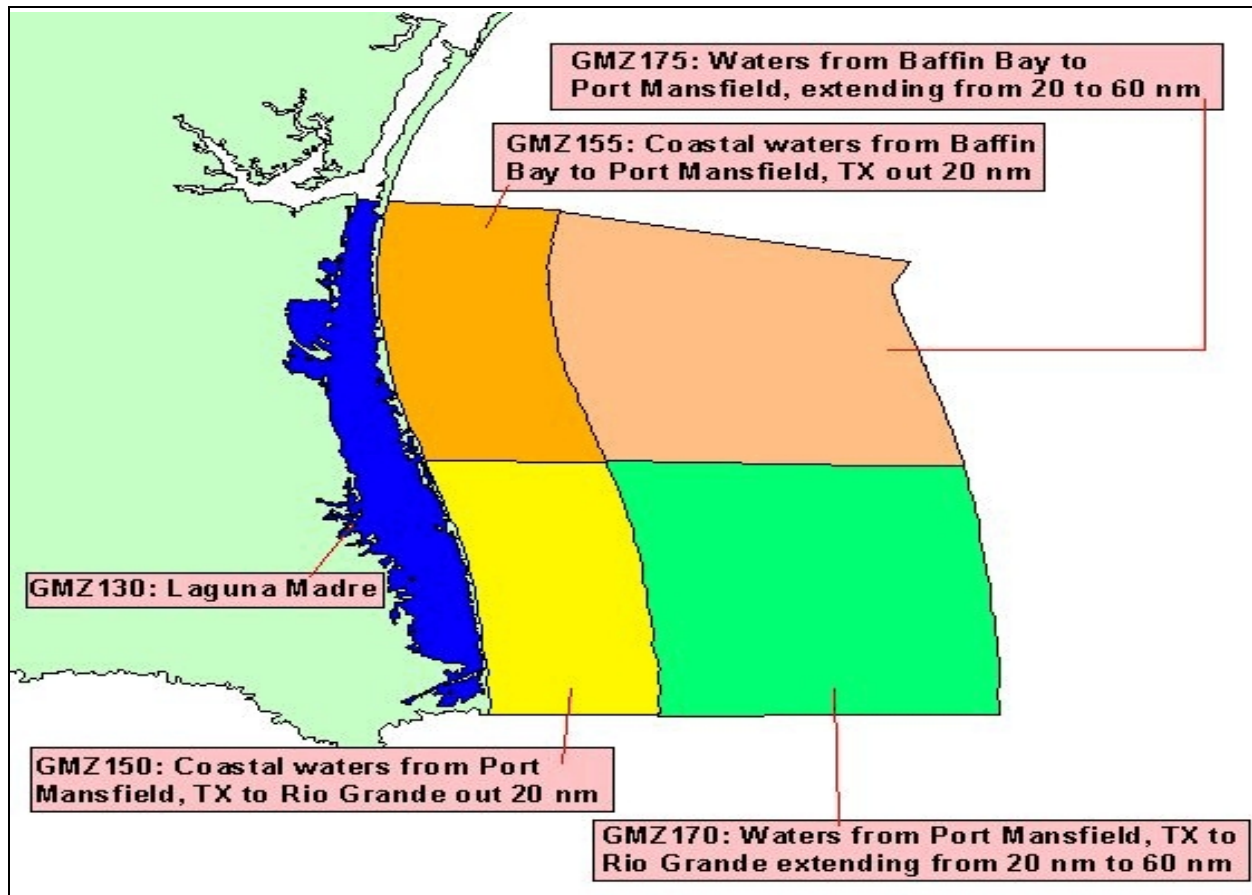 GMZ175: Waters from Baffin Bay to
Port Mansfield, extending from 20 to 60 nm
GMZ155: Coastal waters from Baffin
Bay to Port Mansfield, TX out 20 nm
GMZ130: Laguna Madre
GMZ150: Coastal waters from Port
Mansfield, TX to Rio Grande out 20 nm
GMZ170: Waters from Port Mansfield, TX to
Rio Grande extending from 20 nm to 60 nm